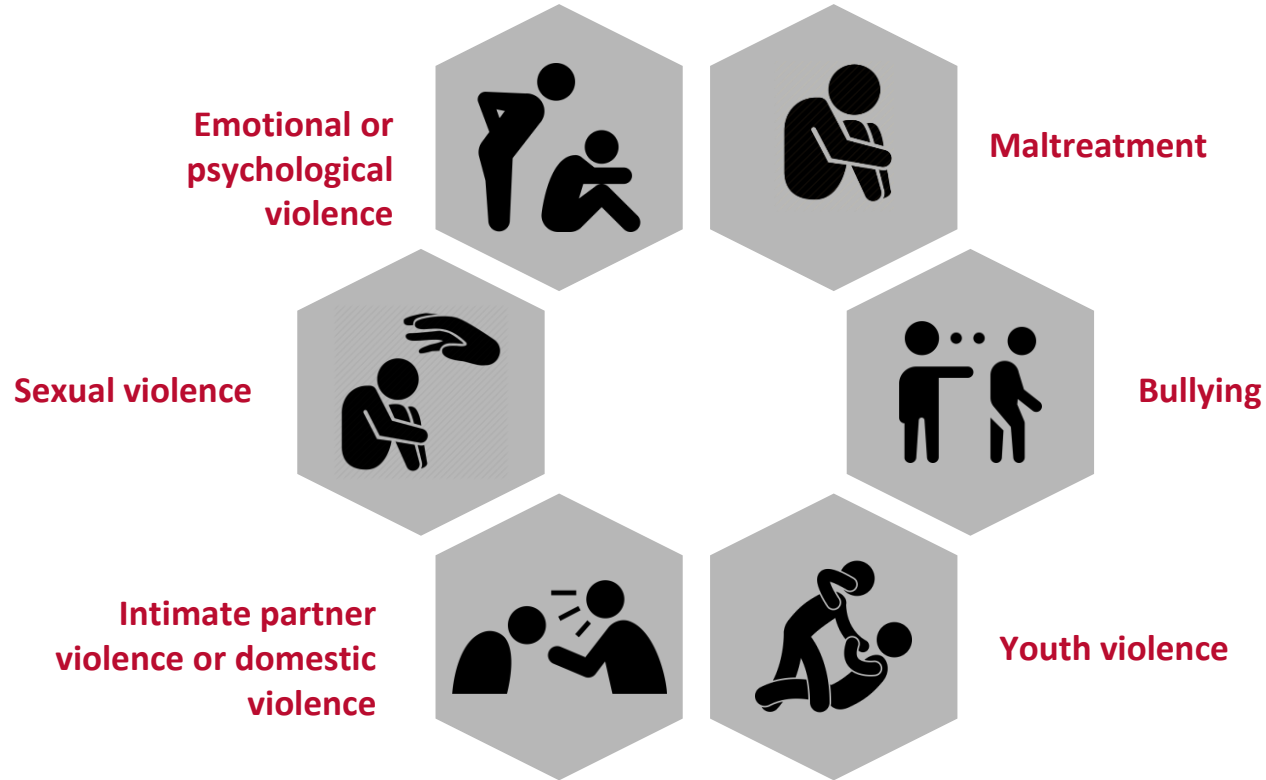 Emotional or
psychological
violence
Maltreatment
Sexual violence
Bullying
Intimate partner
violence or domestic
violence
Youth violence